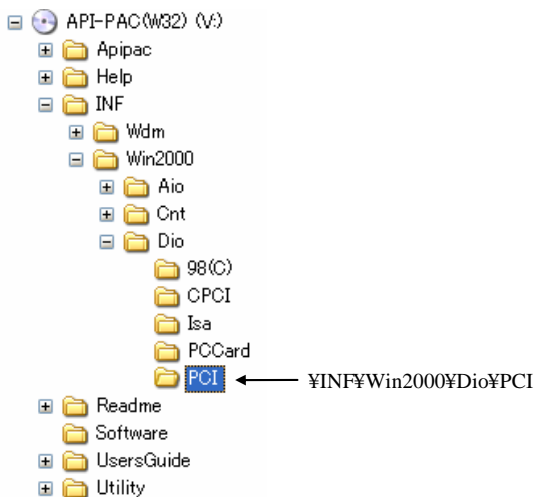 API-PAC(W32) (V:)
Apipac
Help
INF
Wdm
Win2000
Aio
Cnt
Dio
98(C)
CPCI
Isa
PCCard
PCI ¥INF¥Win2000¥Dio¥PCI
Readme
Software
UsersGuide
Utility